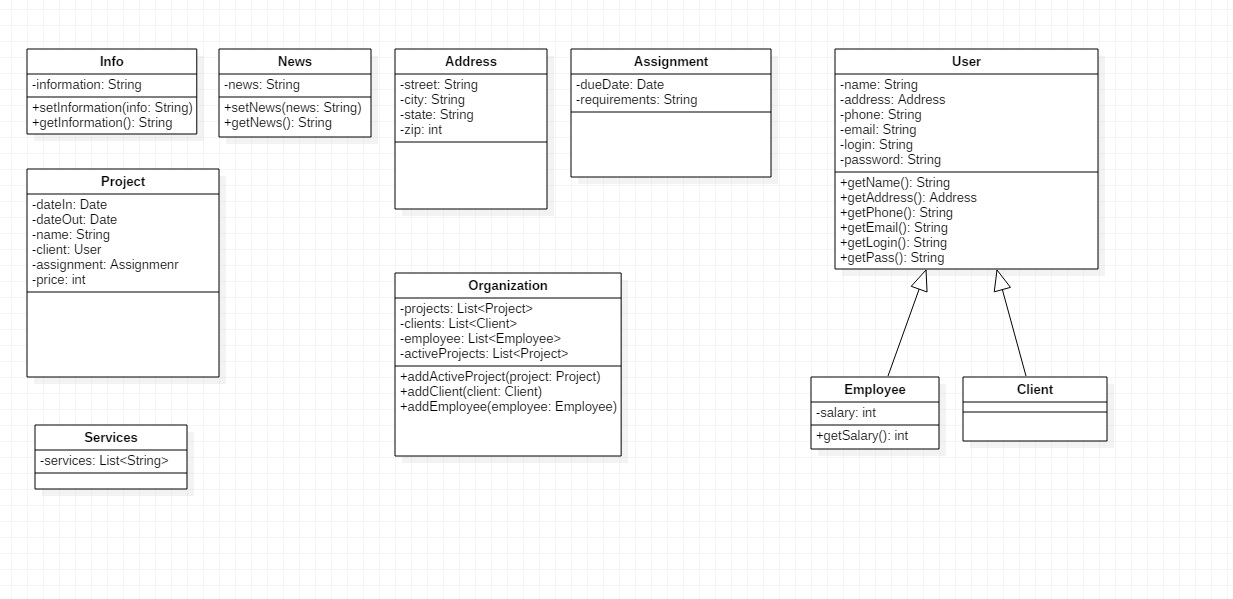 Info
-information: String
+setInformation(info: String)
+getInformation(): String
News
-news: String
+setNews(news: String)
+getNews(): String
Address
-street: String
-city: String
-state: String
-zip: int
Assignment
-dueDate: Date
-requirements: String
User
-name: String
-address: Address
-phone: String
-email: String
-login: String
-password: String
+getName(): String
+getAddress(): Address
+getPhone(): String
+getEmail(): String
+getLogin(): String
+getPass(): String
Project
-dateIn: Date
-dateOut: Date
-name: String
-client: User
-assignment: Assignmenr
-price: int
Organization
-projects: List<Project>
-clients: List<Client>
-employee: List<Employee>
-activeProjects: List<Project>
+addActiveProject(project: Project)
+addClient(client: Client)
+addEmployee(employee: Employee)
Employee
-salary: int
+getSalary(): int
Client
Services
-services: List<String>